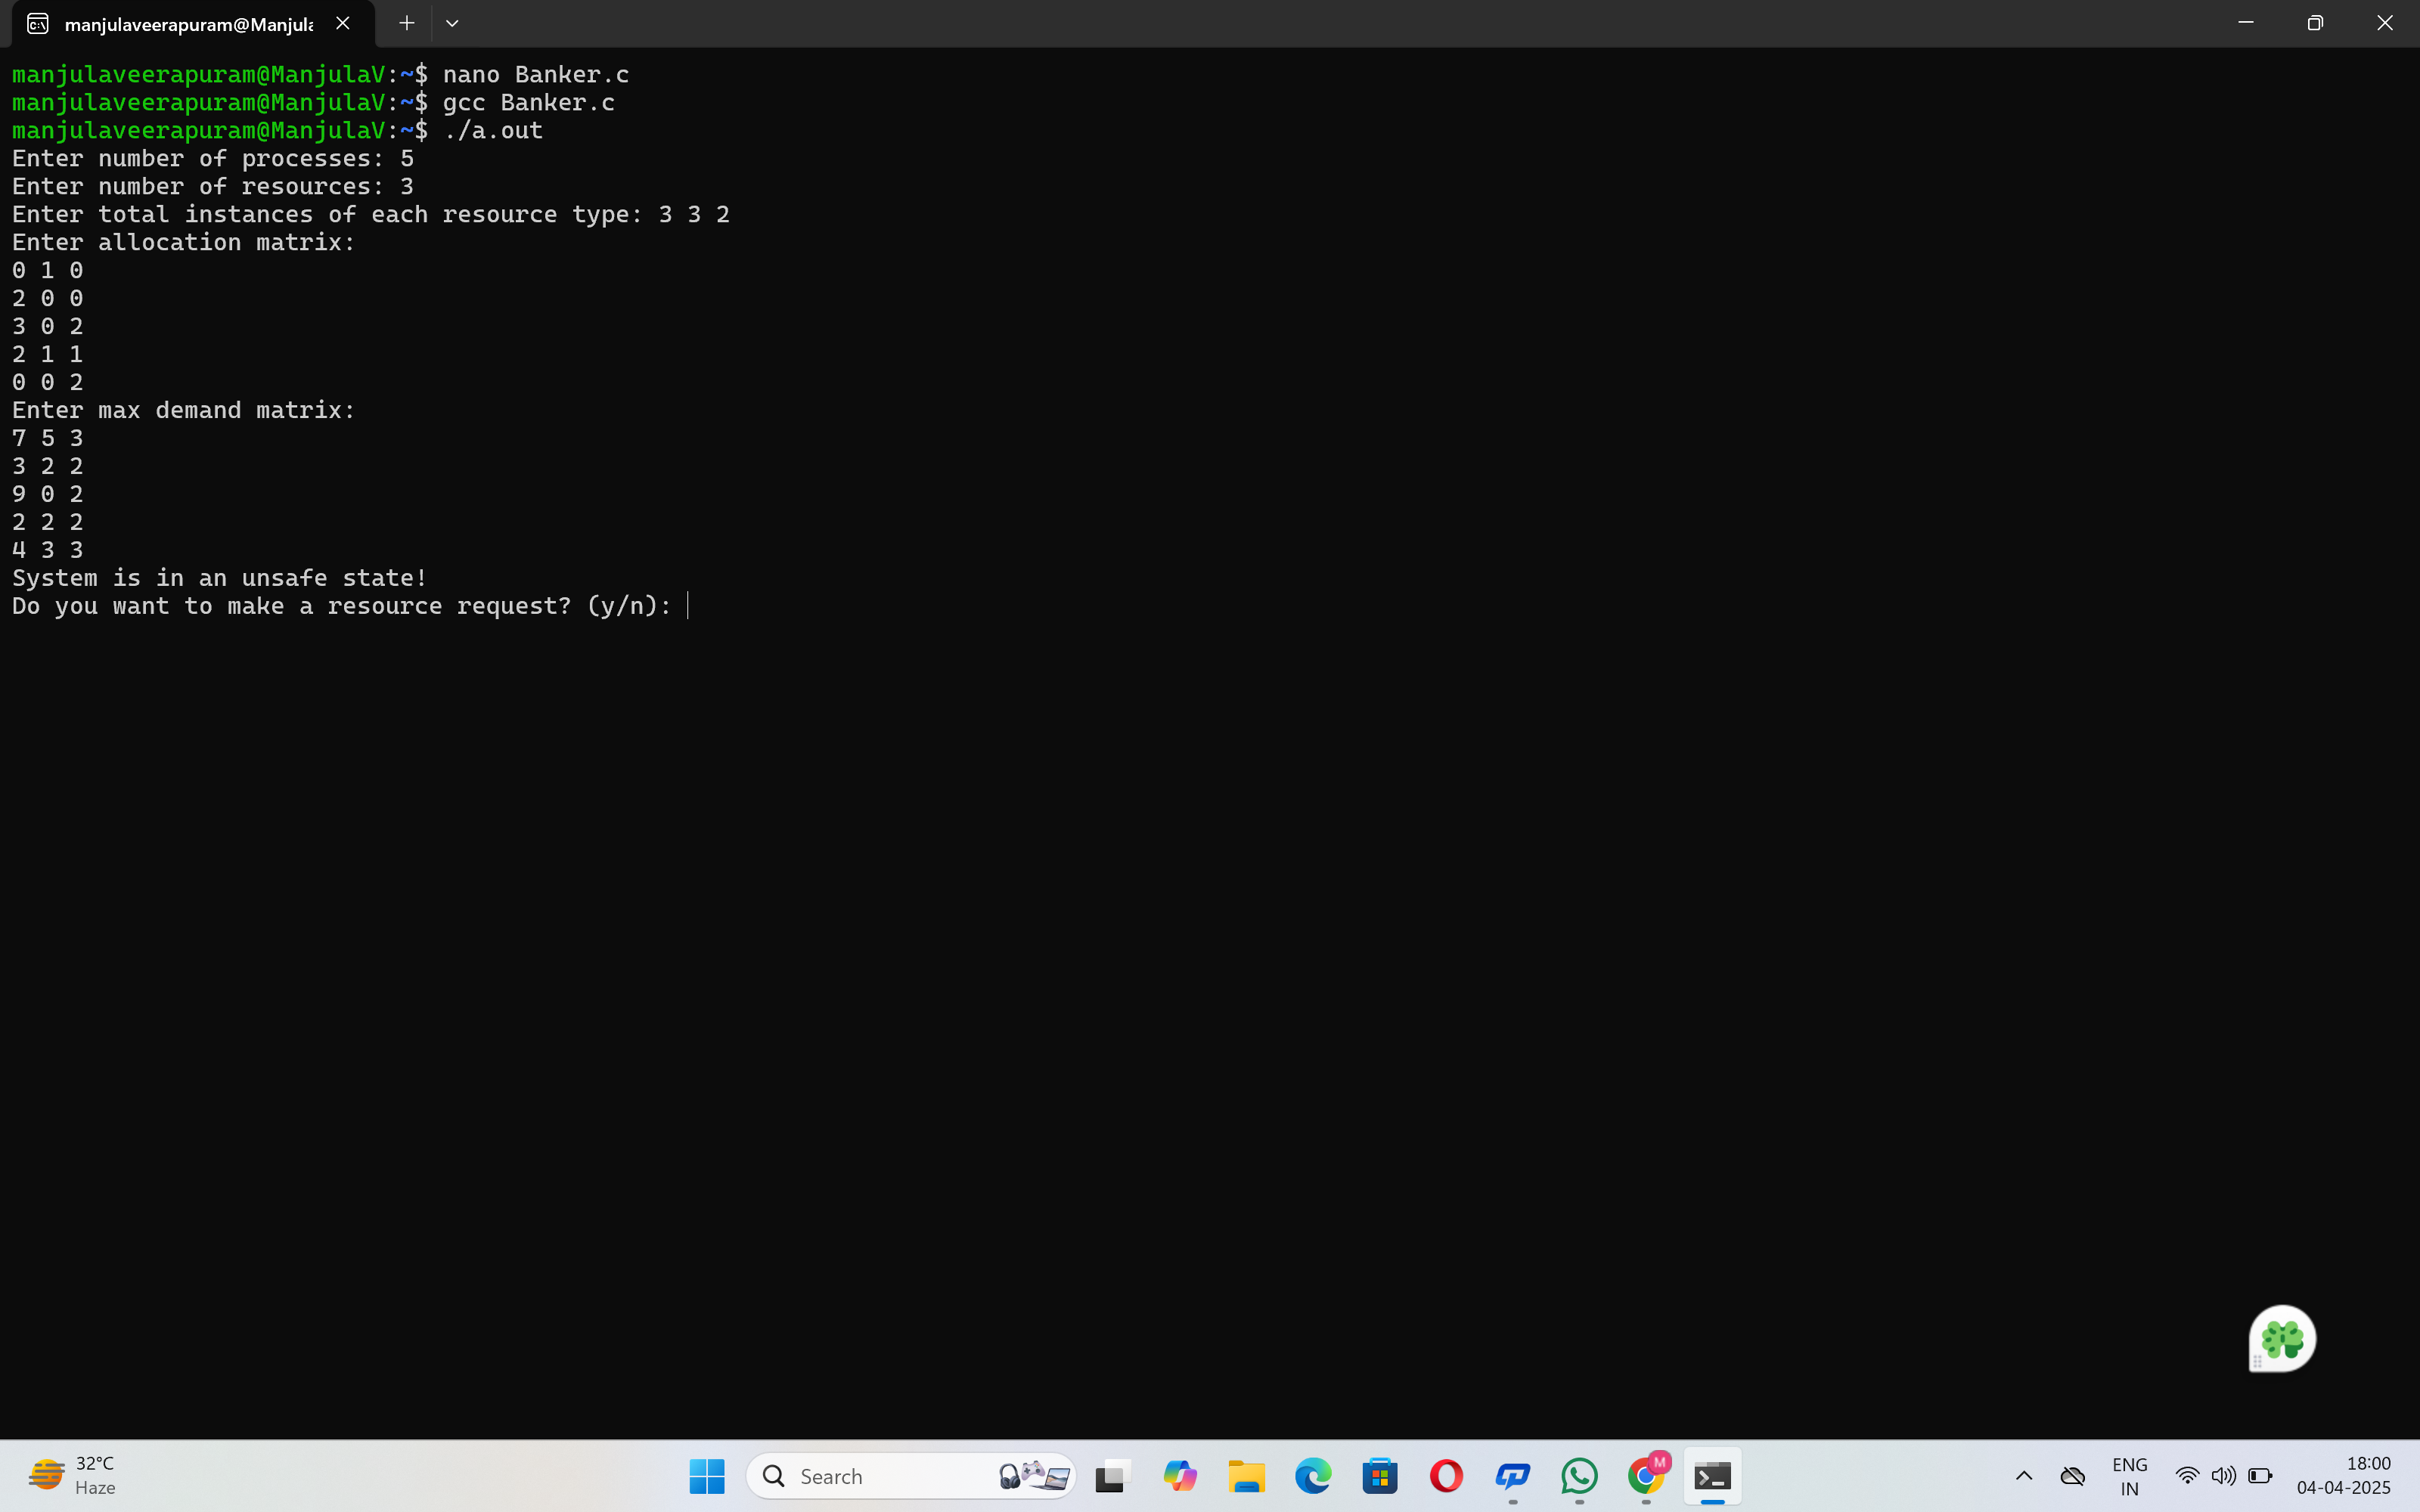 manjulaveerapuram@Manjula
manjulaveerapuram@ManjulaV:~$ nano Banker.c
manjulaveerapuram@ManjulaV:~$ gcc Banker.c
manjulaveerapuram@ManjulaV:~$ ./a.out
Enter number of processes: 5
Enter number of resources: 3
Enter total instances of each resource type: 3 3 2
Enter allocation matrix:
0 1 0
2 0 0
3 0 2
2 1 1
0 0 2
Enter max demand matrix:
7 5 3
3 2 2
9 0 2
2 2 2
4 3 3
System is in an unsafe state!
Do you want to make a resource request? (y/n):
32°C
Haze
Search
M
ENG
IN
18:00
04-04-2025